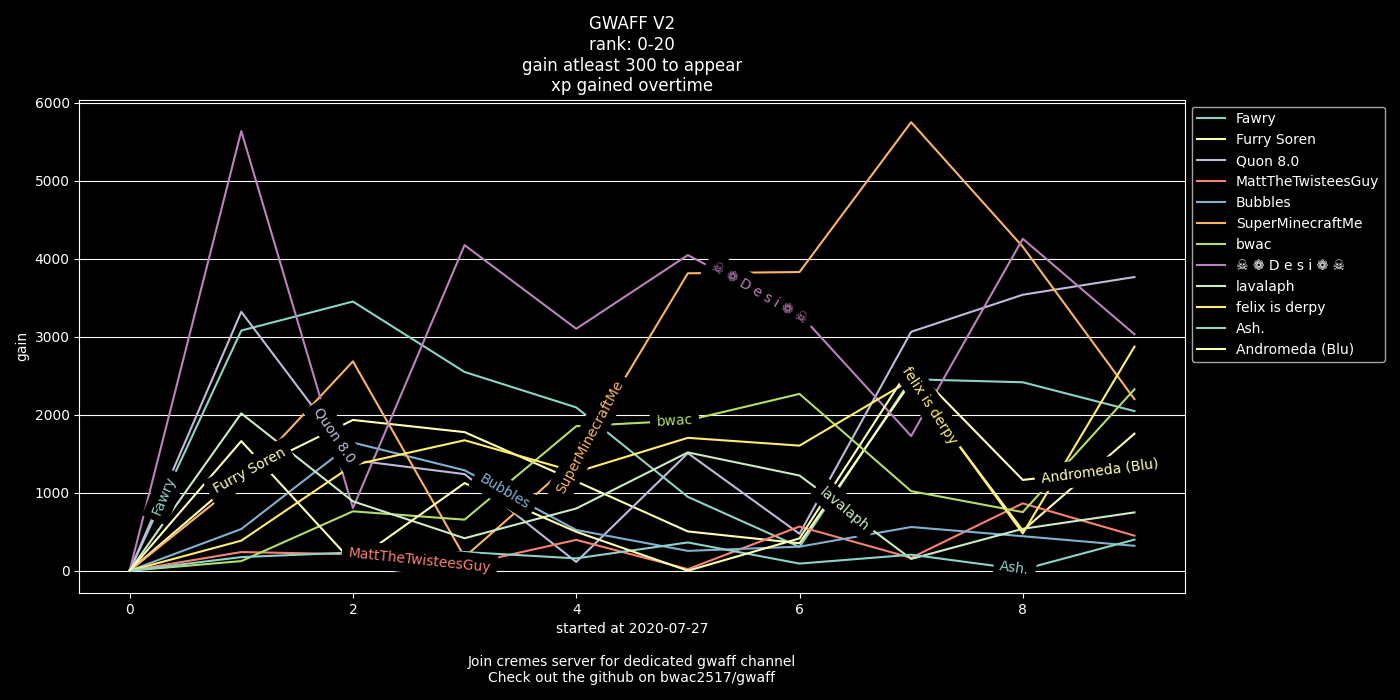 GWAFF V2
rank: 0-20
gain atleast 300 to appear
xp gained overtime
6000
5000
4000
3000
2000
1000
0
gain
Fawry
Furry Soren
Quon 8.0
MattTheTwisteesGuy
Bubbles
SuperMinecraftMe
bwac
☠ ❁ D e s i ❁ ☠
lavalaph
felix is derpy
Ash.
Andromeda (Blu)
Fawry
Furry Soren
Quon 8.0
MattTheTwisteesGuy
Bubbles
SuperMinecraftMe
bwac
☠ ❁ D e s i ❁ ☠
lavalaph
felix is derpy
Ash.
Andromeda (Blu)
0
2
4
6
8
started at 2020-07-27
Join cremes server for dedicated gwaff channel
Check out the github on bwac2517/gwaff